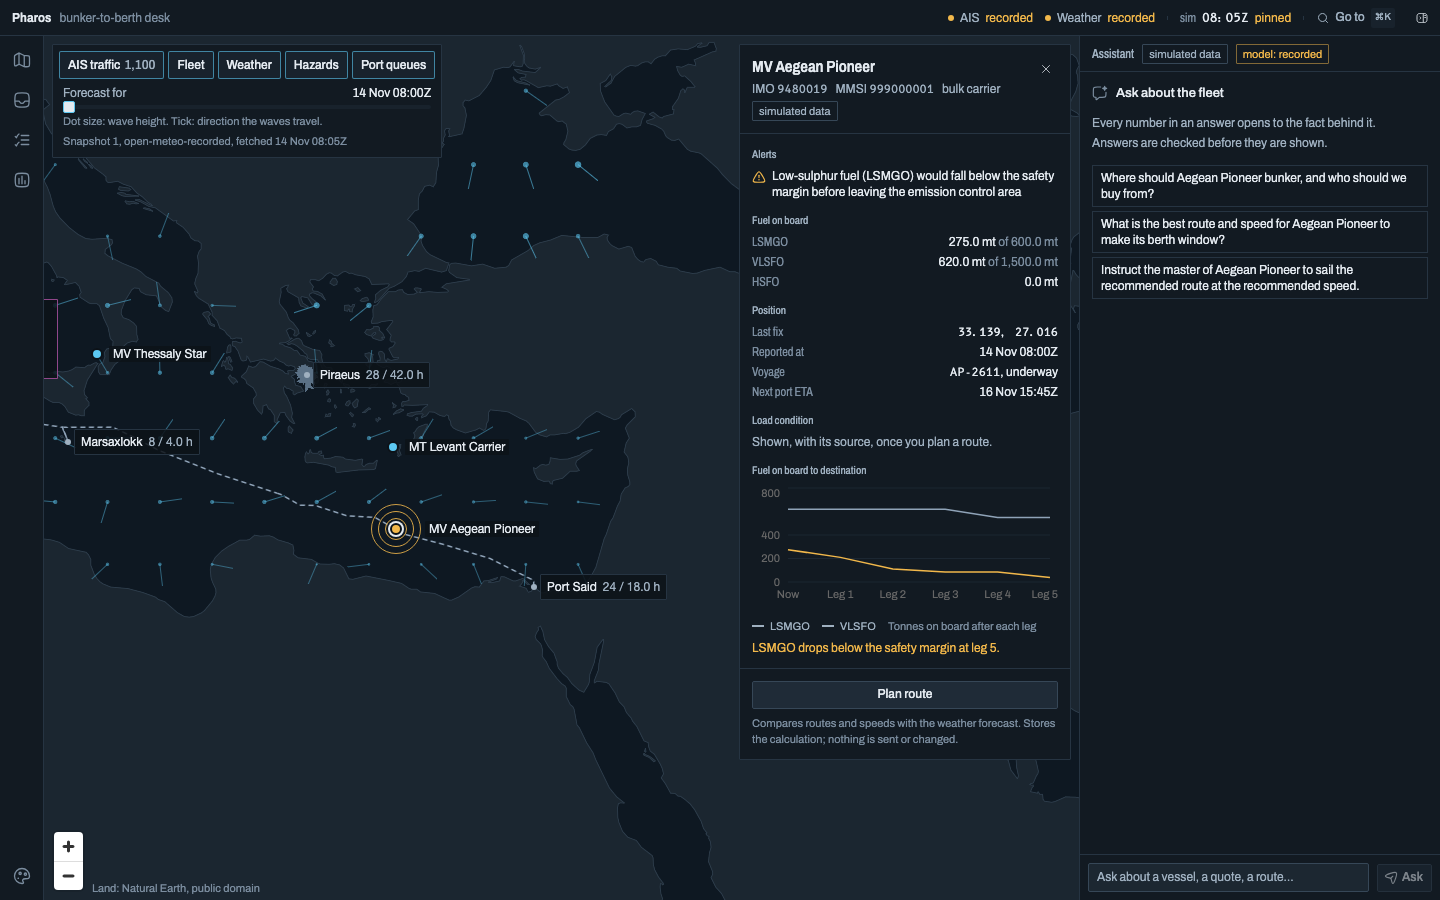 Pharos bunker-to-berth desk
AIS recorded Weather recorded sim 08:05Z pinned Go to ⌘K
AIS traffic 1,100 Fleet Weather Hazards Port queues
Forecast for 14 Nov 08:00Z
Dot size: wave height. Tick: direction the waves travel.
Snapshot 1, open-meteo-recorded, fetched 14 Nov 08:05Z
MV Thessaly Star
Piraeus 28 / 42.0 h
Marsaxlokk 8 / 4.0 h
MT Levant Carrier
MV Aegean Pioneer
Port Said 24 / 18.0 h
+
−
Land: Natural Earth, public domain
MV Aegean Pioneer
IMO 9480019 MMSI 999000001 bulk carrier
simulated data
Alerts
Low-sulphur fuel (LSMGO) would fall below the safety
margin before leaving the emission control area
Fuel on board
LSMGO 275.0 mt of 600.0 mt
VLSFO 620.0 mt of 1,500.0 mt
HSFO 0.0 mt
Position
Last fix 33.139, 27.016
Reported at 14 Nov 08:00Z
Voyage AP-2611, underway
Next port ETA 16 Nov 15:45Z
Load condition
Shown, with its source, once you plan a route.
Fuel on board to destination
800
400
200
0
Now Leg 1 Leg 2 Leg 3 Leg 4 Leg 5
LSMGO VLSFO Tonnes on board after each leg
LSMGO drops below the safety margin at leg 5.
Plan route
Compares routes and speeds with the weather forecast. Stores
the calculation; nothing is sent or changed.
Assistant simulated data model: recorded
Ask about the fleet
Every number in an answer opens to the fact behind it.
Answers are checked before they are shown.
Where should Aegean Pioneer bunker, and who should we
buy from?
What is the best route and speed for Aegean Pioneer to
make its berth window?
Instruct the master of Aegean Pioneer to sail the
recommended route at the recommended speed.
Ask about a vessel, a quote, a route... Ask